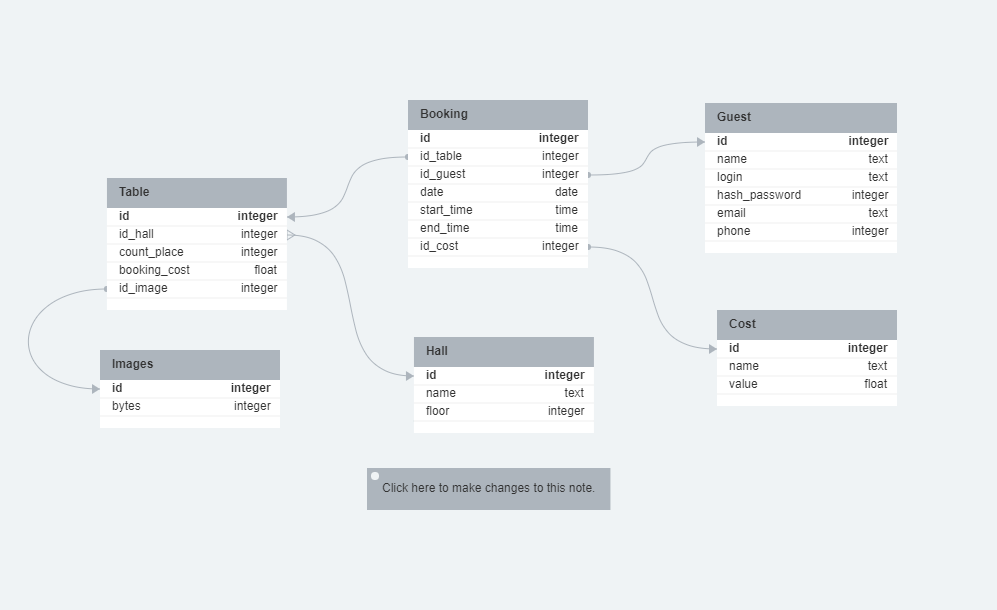 Booking
id integer
id_table integer
id_guest integer
date date
start_time time
end_time time
id_cost integer
Guest
id integer
name text
login text
hash_password integer
email text
phone integer
Table
id integer
id_hall integer
count_place integer
booking_cost float
id_image integer
Images
id integer
bytes integer
Hall
id integer
name text
floor integer
Cost
id integer
name text
value float
Click here to make changes to this note.